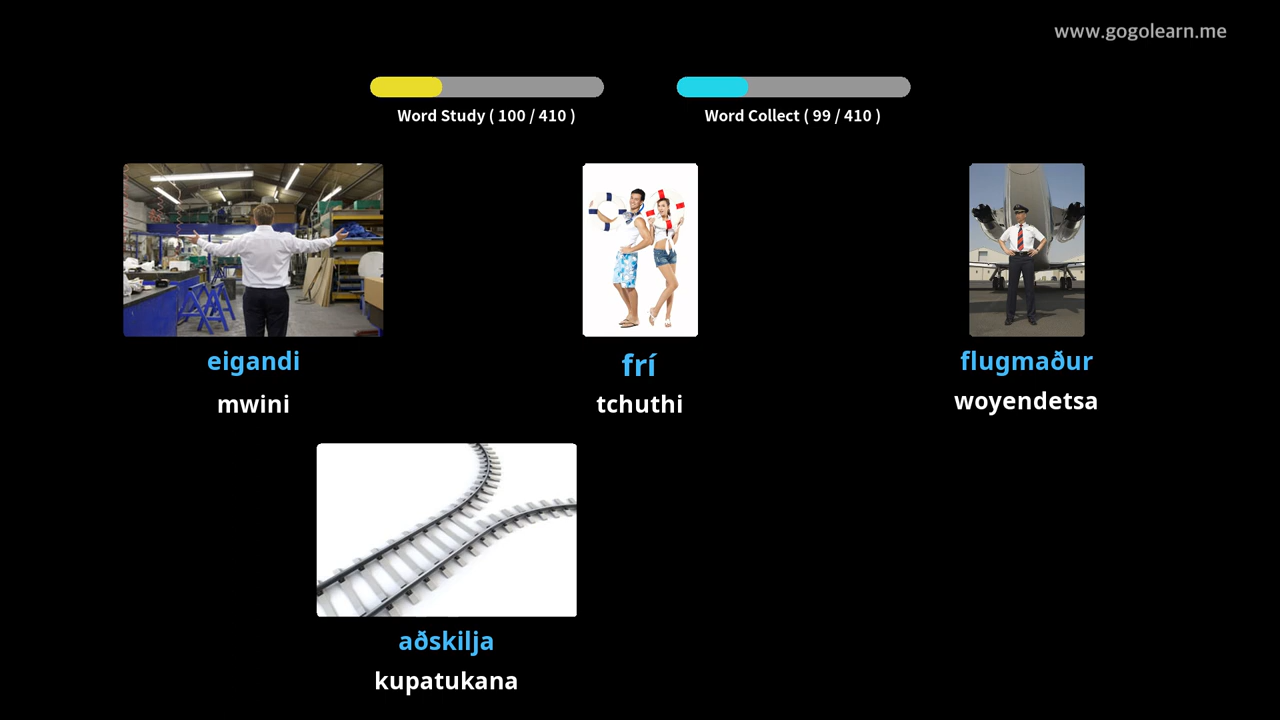 www.gogolearn.me
Word Study ( 100 / 410 )
Word Collect ( 99 / 410 )
eigandi
mwini
frí
tchuthi
flugmaður
woyendetsa
aðskilja
kupatukana